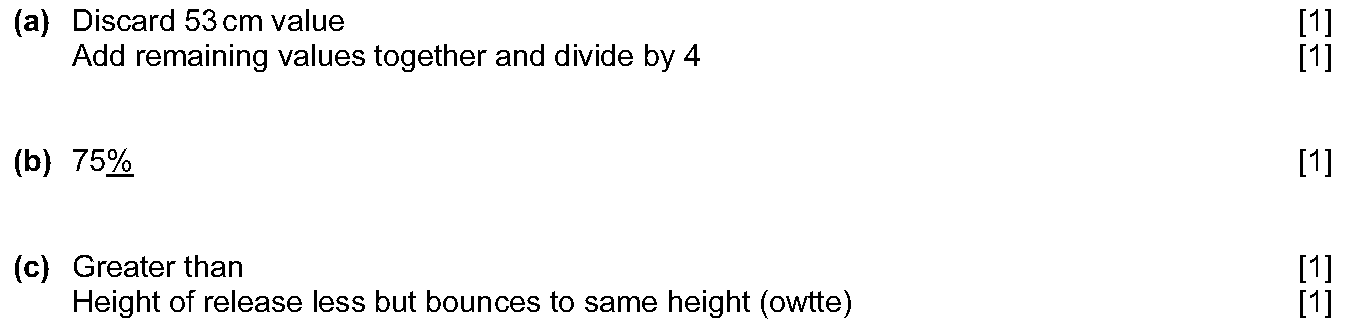 (a) Discard 53 cm value [1]
Add remaining values together and divide by 4 [1]
(b) 75% [1]
(c) Greater than [1]
Height of release less but bounces to same height (owtte) [1]